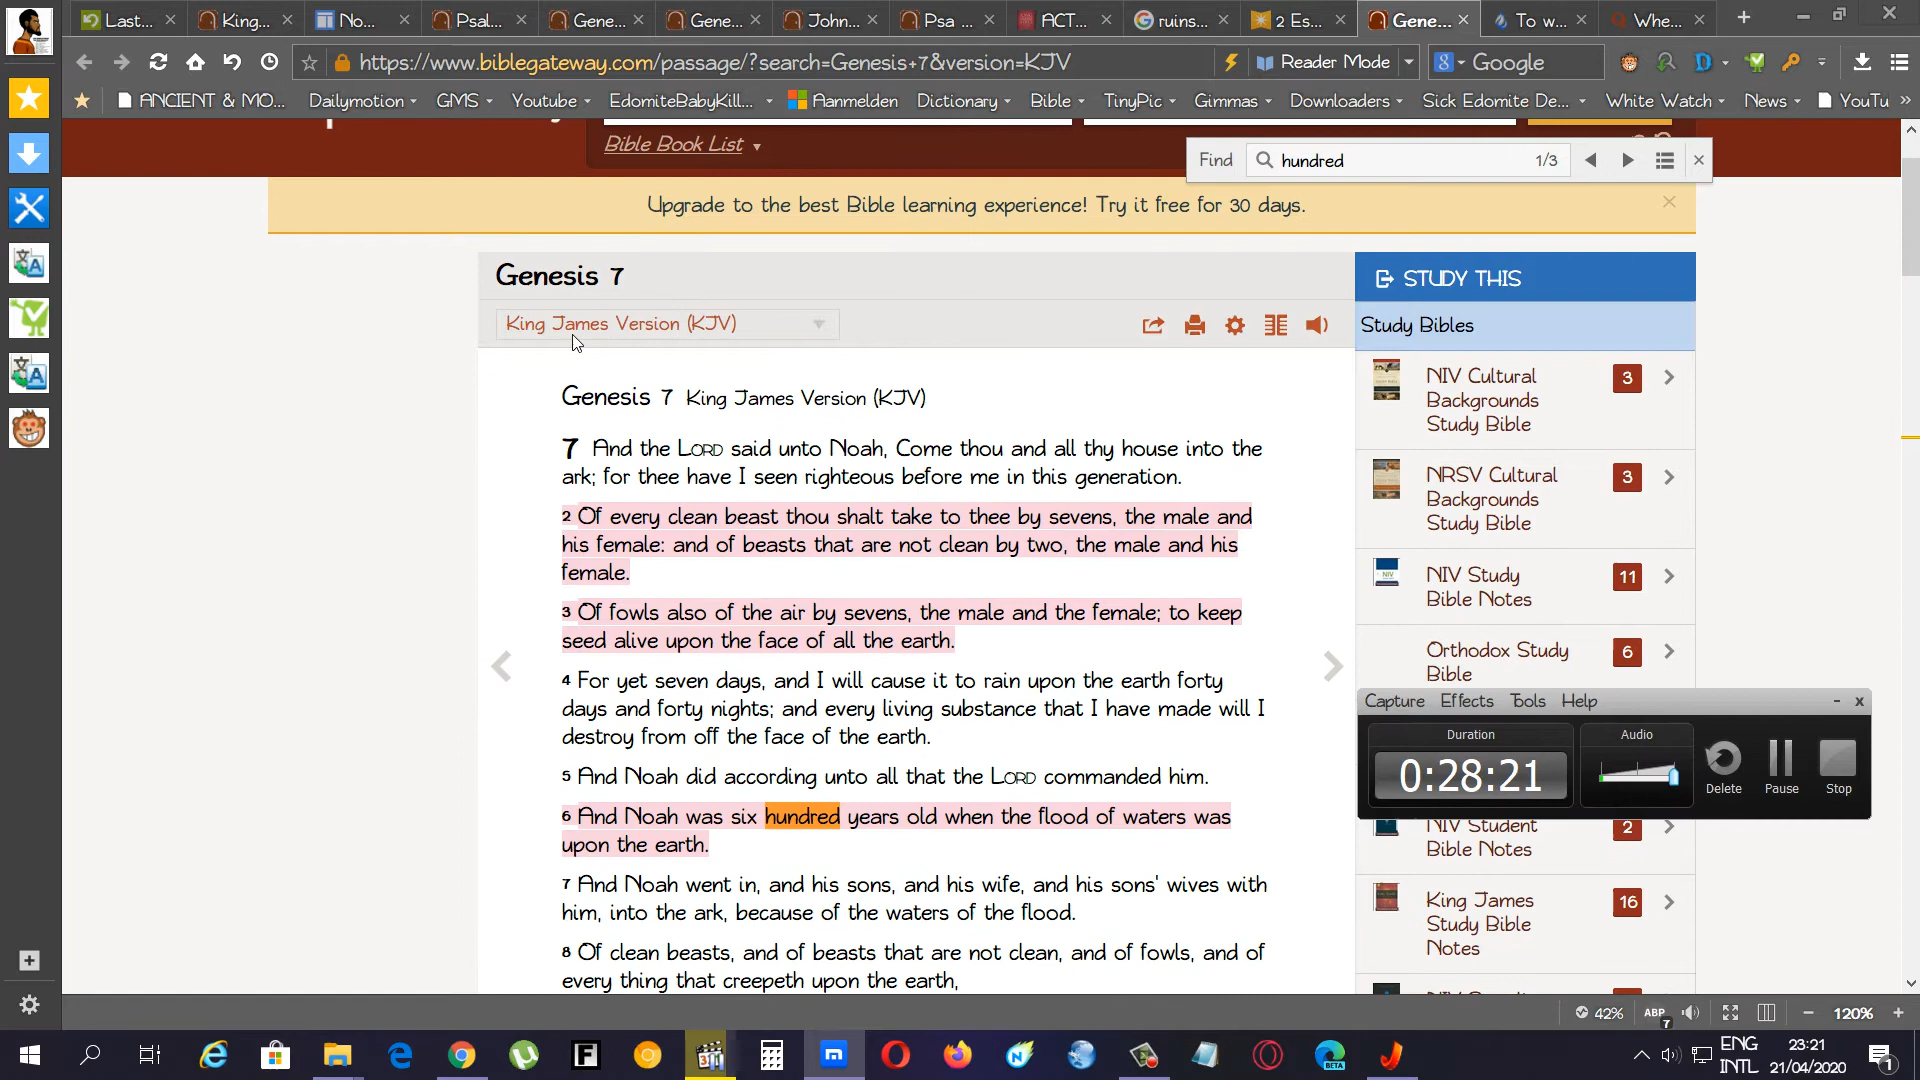 Last...
King...
No...
Psal...
Gene...
Gene...
John...
Psa ...
ACT...
ruins...
2 Es...
Gene...
To w...
Whe...
https://www.biblegateway.com/passage/?search=Genesis+7&version=KJV
Reader Mode
Google
ANCIENT & MO...
Dailymotion
GMS
Youtube
EdomiteBabyKill...
Aanmelden
Dictionary
Bible
TinyPic
Gimmas
Downloaders
Sick Edomite De...
White Watch
News
YouTu
Bible Book List
Find
hundred
1/3
Upgrade to the best Bible learning experience! Try it free for 30 days.
Genesis 7
King James Version (KJV)
Genesis 7 King James Version (KJV)
7 And the LORD said unto Noah, Come thou and all thy house into the
ark; for thee have I seen righteous before me in this generation.
2 Of every clean beast thou shalt take to thee by sevens, the male and
his female: and of beasts that are not clean by two, the male and his
female.
3 Of fowls also of the air by sevens, the male and the female; to keep
seed alive upon the face of all the earth.
4 For yet seven days, and I will cause it to rain upon the earth forty
days and forty nights; and every living substance that I have made will I
destroy from off the face of the earth.
5 And Noah did according unto all that the LORD commanded him.
6 And Noah was six hundred years old when the flood of waters was
upon the earth.
7 And Noah went in, and his sons, and his wife, and his sons' wives with
him, into the ark, because of the waters of the flood.
8 Of clean beasts, and of beasts that are not clean, and of fowls, and of
every thing that creepeth upon the earth,
STUDY THIS
Study Bibles
NIV Cultural
Backgrounds
Study Bible
3
NRSV Cultural
Backgrounds
Study Bible
3
NIV Study
Bible Notes
11
Orthodox Study
Bible
6
Capture Effects Tools Help
Duration
0:28:21
Audio
Delete
Pause
Stop
NIV Student
Bible Notes
2
King James
Study Bible
Notes
16
42%
ABP
7
120%
ENG
INTL
23:21
21/04/2020
1